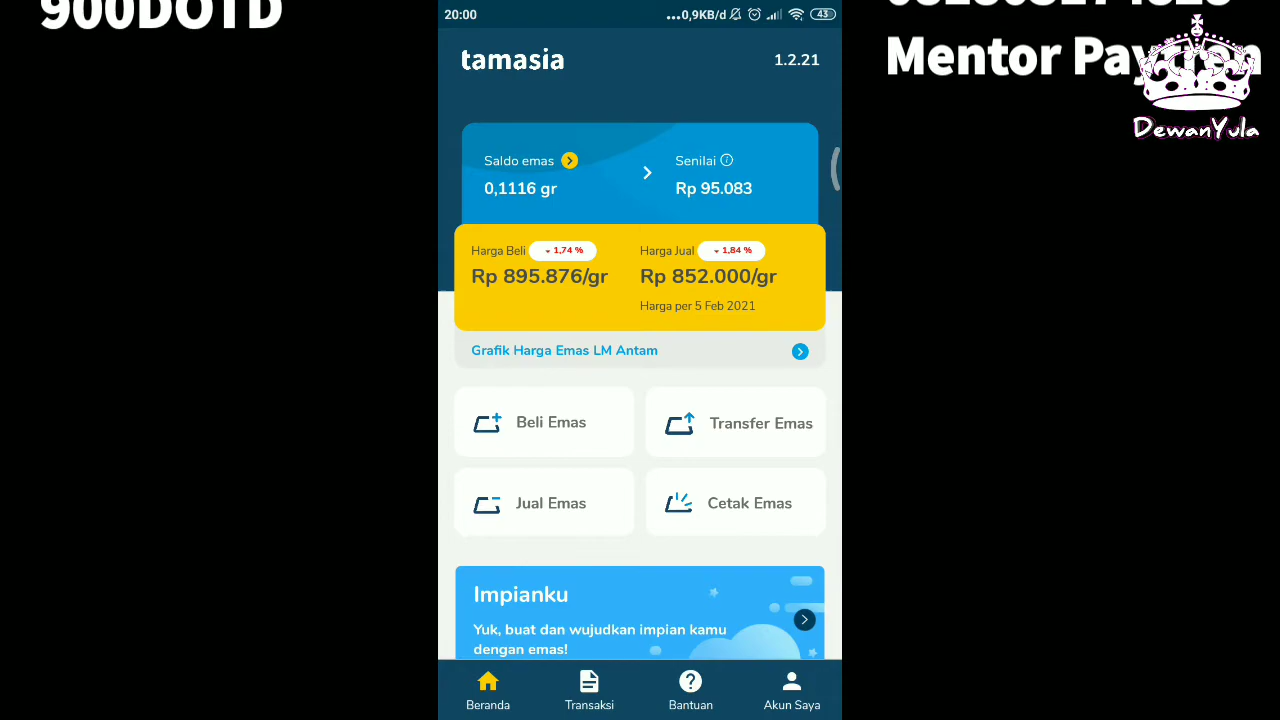 900DOTD
Mentor Paytren
DewanYula
20:00
...0,9KB/d
43
tamasia
1.2.21
Saldo emas
Senilai
0,1116 gr
Rp 95.083
Harga Beli
1,74 %
Harga Jual
1,84 %
Rp 895.876/gr
Rp 852.000/gr
Harga per 5 Feb 2021
Grafik Harga Emas LM Antam
Beli Emas
Transfer Emas
Jual Emas
Cetak Emas
Impianku
Yuk, buat dan wujudkan impian kamu
dengan emas!
Beranda
Transaksi
Bantuan
Akun Saya